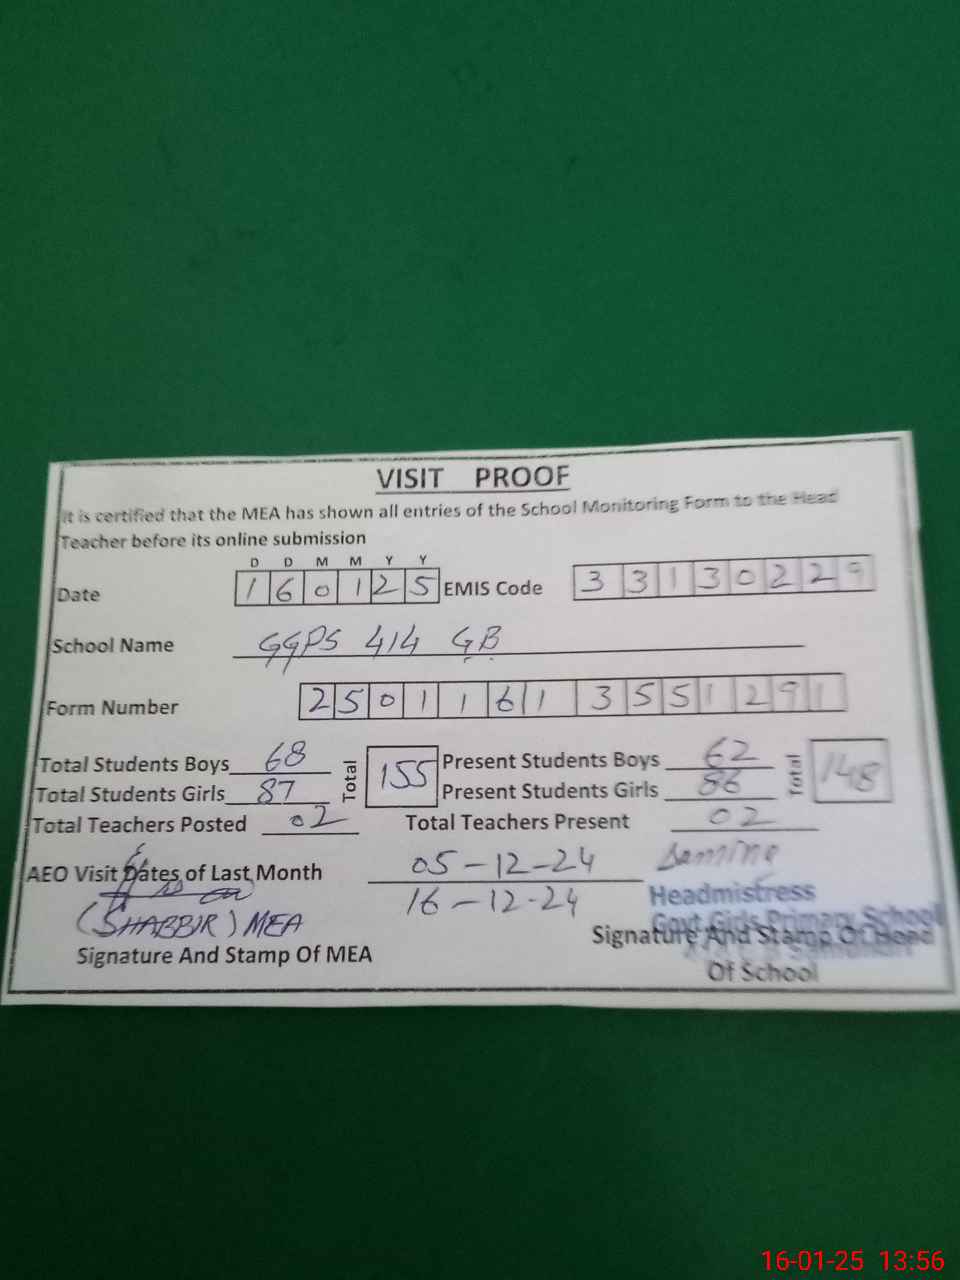 VISIT PROOF
It is certified that the MEA has shown all entries of the School Monitoring Form to the Head
Teacher before its online submission
D D M M Y Y
Date 1 6 0 1 2 5 EMIS Code 3 3 1 3 0 2 2 9
School Name GGPS 414 GB
Form Number 2 5 0 1 1 6 1 3 5 5 1 2 9 1
Total Students Boys 68 Total 155 Present Students Boys 62 Total 148
Total Students Girls 87 Present Students Girls 86
Total Teachers Posted 02 Total Teachers Present 02
AEO Visit Dates of Last Month 05-12-24
16-12-24
Headmistress
(SHABBIR) MEA
Govt Girls Primary School
Signature And Stamp Of MEA
Signature And Stamp Of Head
Of School
16-01-25 13:56